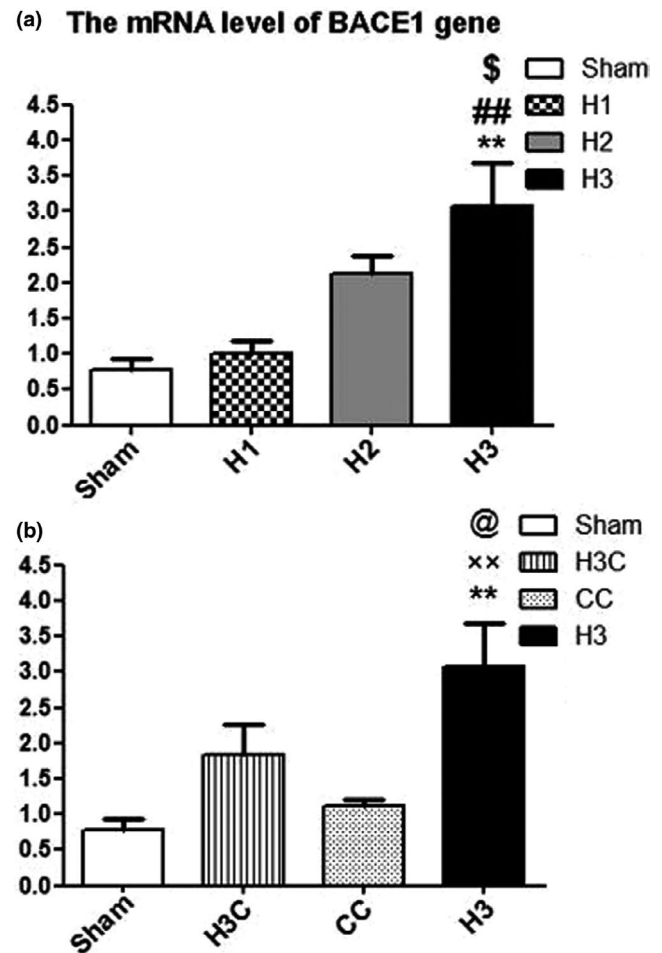 (a) The mRNA level of BACE1 gene
$
##
**
Sham
H1
H2
H3
4.5
4.0
3.5
3.0
2.5
2.0
1.5
1.0
0.5
0.0
Sham
H1
H2
H3
(b)
@
××
**
Sham
H3C
CC
H3
4.5
4.0
3.5
3.0
2.5
2.0
1.5
1.0
0.5
0.0
Sham
H3C
CC
H3